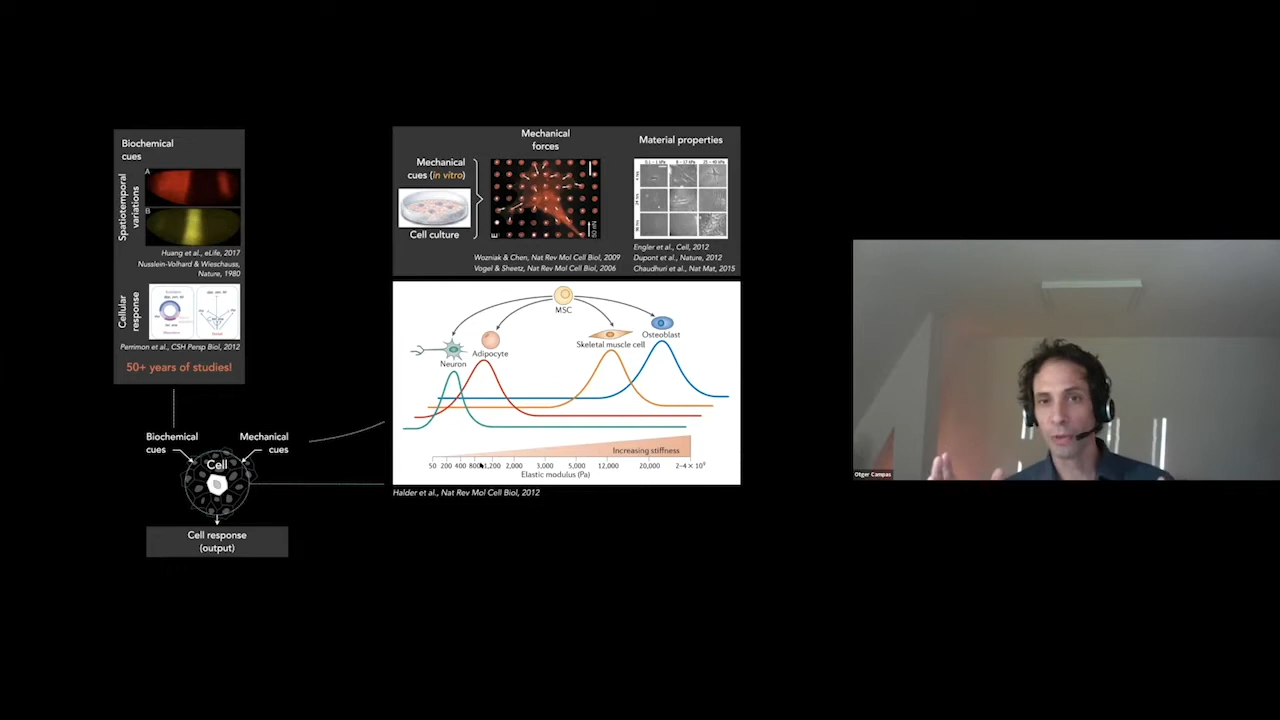 Biochemical
cues
Spatiotemporal
variations
A
B
Huang et al., eLife, 2017
Nusslein-Volhard & Wieschauss,
Nature, 1980
Cellular
response
Perrimon et al., CSH Persp Biol, 2012
50+ years of studies!
Biochemical
cues
Mechanical
cues
Cell
Cell response
(output)
Mechanical
cues (in vitro)
Cell culture
Mechanical
forces
E
50 nN
Wozniak & Chen, Nat Rev Mol Cell Biol, 2009
Vogel & Sheetz, Nat Rev Mol Cell Biol, 2006
Material properties
Engler et al., Cell, 2012
Dupont et al., Nature, 2012
Chaudhuri et al., Nat Mat, 2015
MSC
Neuron
Adipocyte
Skeletal muscle cell
Osteoblast
Increasing stiffness
50 200 400 800 1,200 2,000 3,000 5,000 12,000 20,000 2–4 × 10⁹
Elastic modulus (Pa)
Halder et al., Nat Rev Mol Cell Biol, 2012
Otger Campas